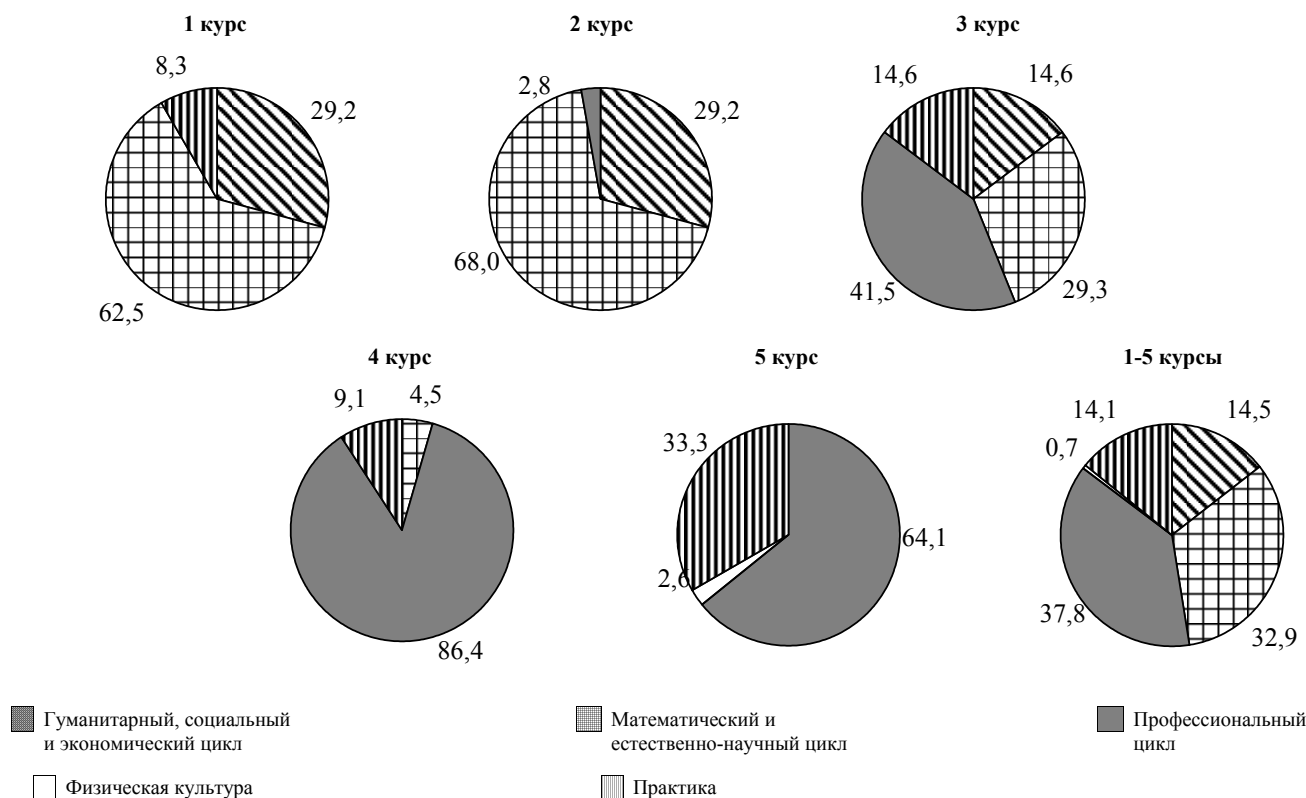 1 курс
8,3
29,2
62,5
2 курс
2,8
29,2
68,0
3 курс
14,6
14,6
41,5
29,3
4 курс
9,1
4,5
86,4
5 курс
33,3
64,1
2,6
1-5 курсы
14,1
14,5
0,7
37,8
32,9
Гуманитарный, социальный
и экономический цикл
Математический и
естественно-научный цикл
Профессиональный
цикл
Физическая культура
Практика